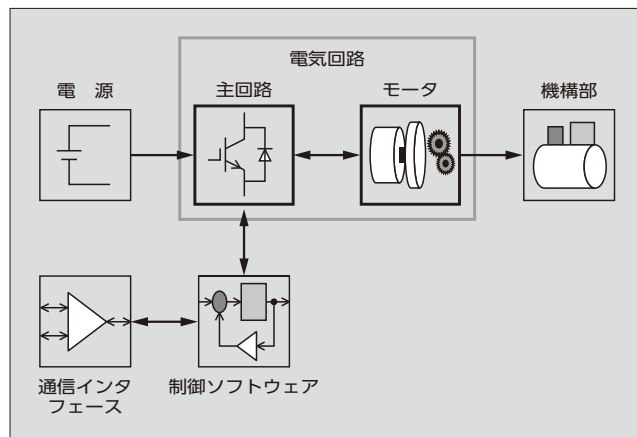 電気回路
電　源
主回路
モータ
機構部
通信インタ
フェース
制御ソフトウェア